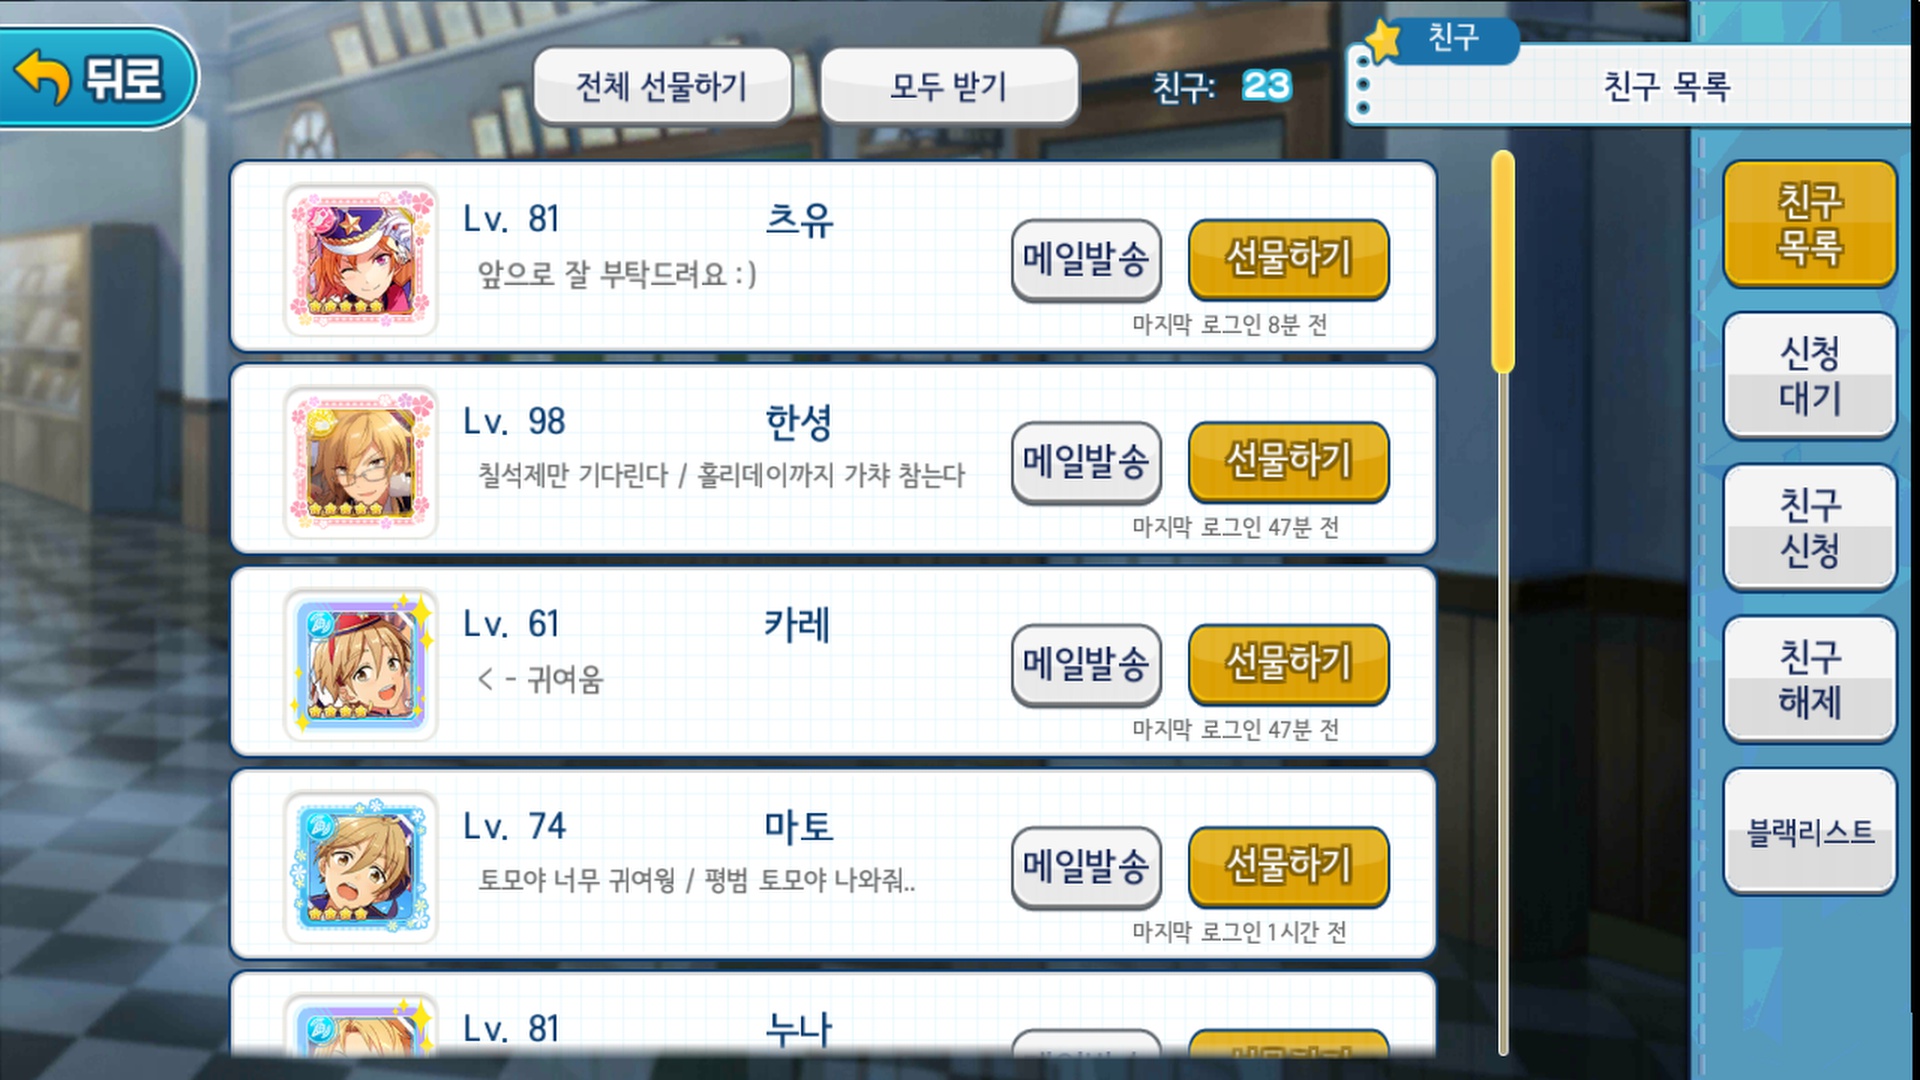 뒤로
전체 선물하기
모두 받기
친구: 23
친구
친구 목록
Lv. 81 츠유
앞으로 잘 부탁드려요 : )
메일발송
선물하기
마지막 로그인 8분 전
Lv. 98 한셩
칠석제만 기다린다 / 홀리데이까지 가챠 참는다
메일발송
선물하기
마지막 로그인 47분 전
Lv. 61 카레
< - 귀여움
메일발송
선물하기
마지막 로그인 47분 전
Lv. 74 마토
토모야 너무 귀여웡 / 평범 토모야 나와줘..
메일발송
선물하기
마지막 로그인 1시간 전
Lv. 81 누나
친구
목록
신청
대기
친구
신청
친구
해제
블랙리스트